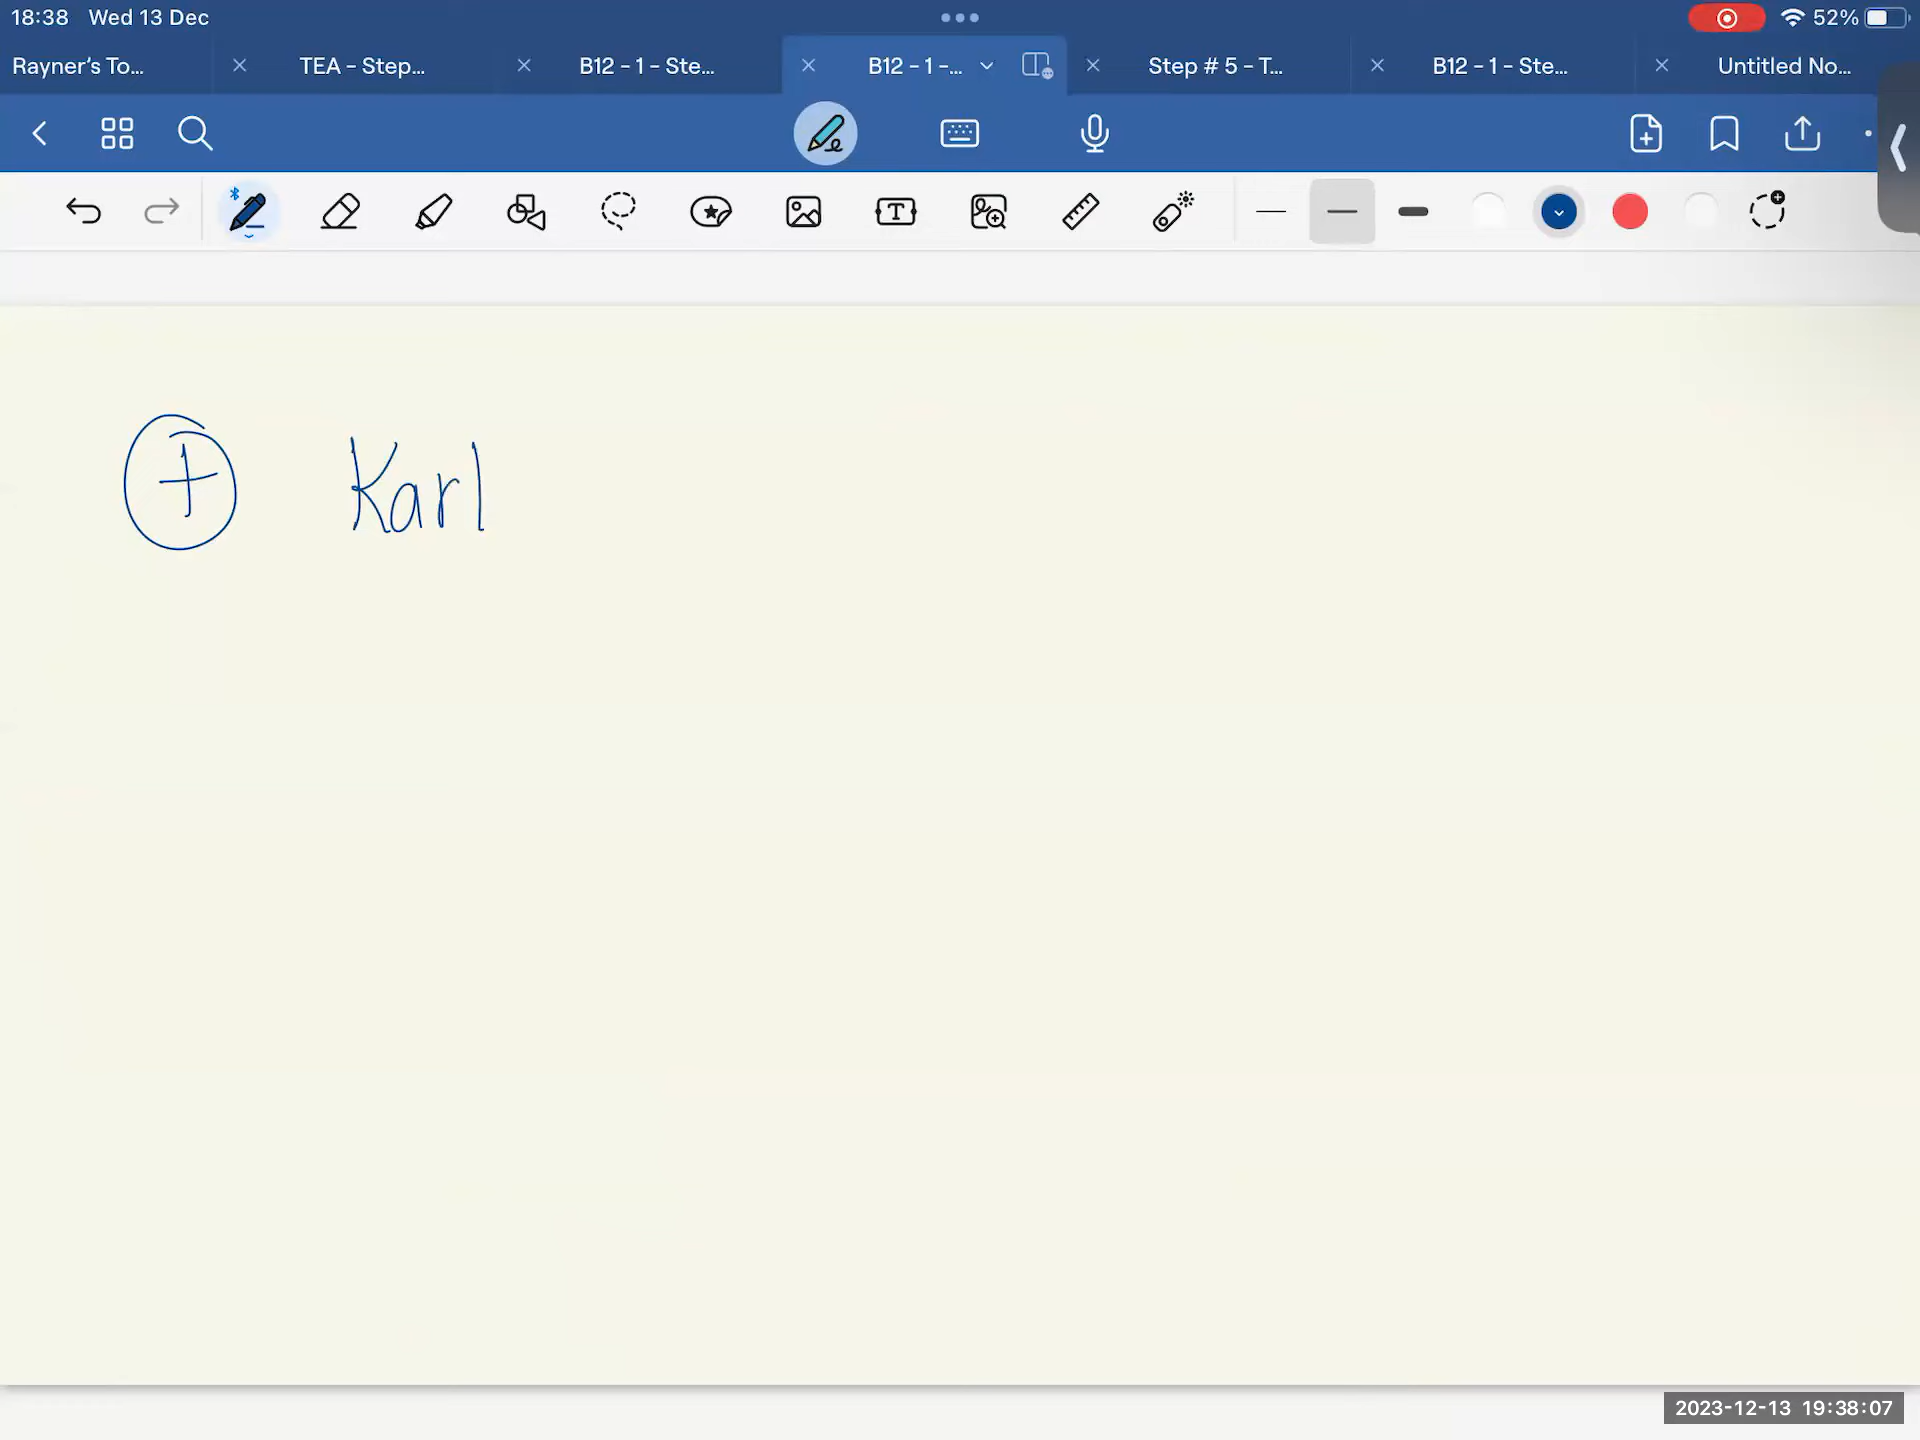 18:38 Wed 13 Dec 52%
Rayner's To... TEA - Step... B12 - 1 - Ste... B12 - 1 -... Step # 5 - T... B12 - 1 - Ste... Untitled No...
+ Karl
2023-12-13 19:38:07